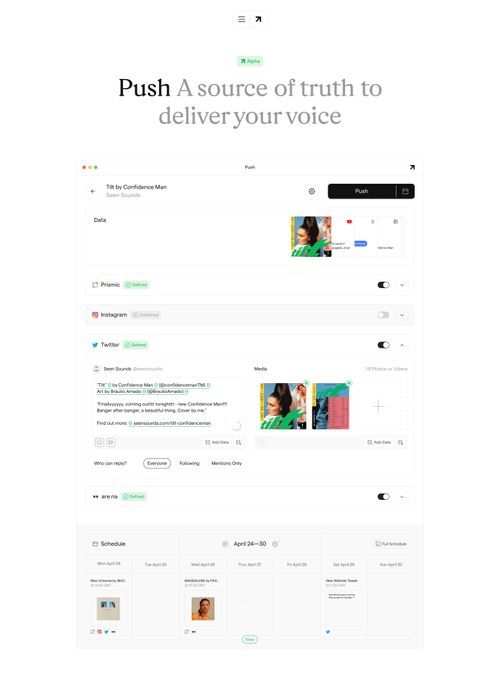 Alpha
Push A source of truth to
deliver your voice
Push
Tilt by Confidence Man
Seen Sounds
Push
Data
Prismic
Defined
Instagram
Undefined
Twitter
Defined
Seen Sounds @seensounds
Media
1-8 Photos or Videos
"Tilt" by Confidence Man (@confidencemanTM)
Art by Bráulio Amado (@BraulioAmado)
"Finallyyyyyy, coming outttt tonightttt - new Confidence Man!!!!
Banger after banger, a beautiful thing. Cover by me."
Find out more: seensounds.com/tilt-confidenceman
Add Data
Add Data
Who can reply?
Everyone
Following
Mentions Only
are.na
Defined
Schedule
April 24—30
Full Schedule
Mon April 24
Tue April 25
Wed April 26
Thur April 27
Fri April 28
Sat April 29
Sun April 30
New Website Teaser